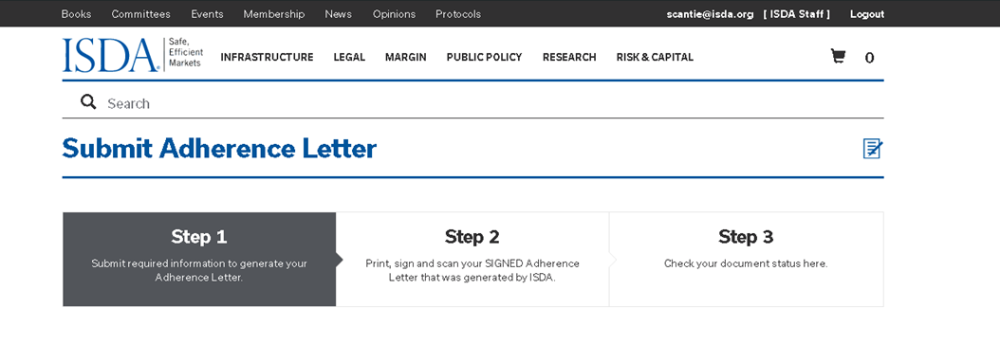 Books Committees Events Membership News Opinions Protocols scantie@isda.org [ ISDA Staff ] Logout
ISDA® Safe,
Efficient
Markets
INFRASTRUCTURE LEGAL MARGIN PUBLIC POLICY RESEARCH RISK & CAPITAL 0
Search
Submit Adherence Letter
Step 1
Submit required information to generate your
Adherence Letter.
Step 2
Print, sign and scan your SIGNED Adherence
Letter that was generated by ISDA.
Step 3
Check your document status here.